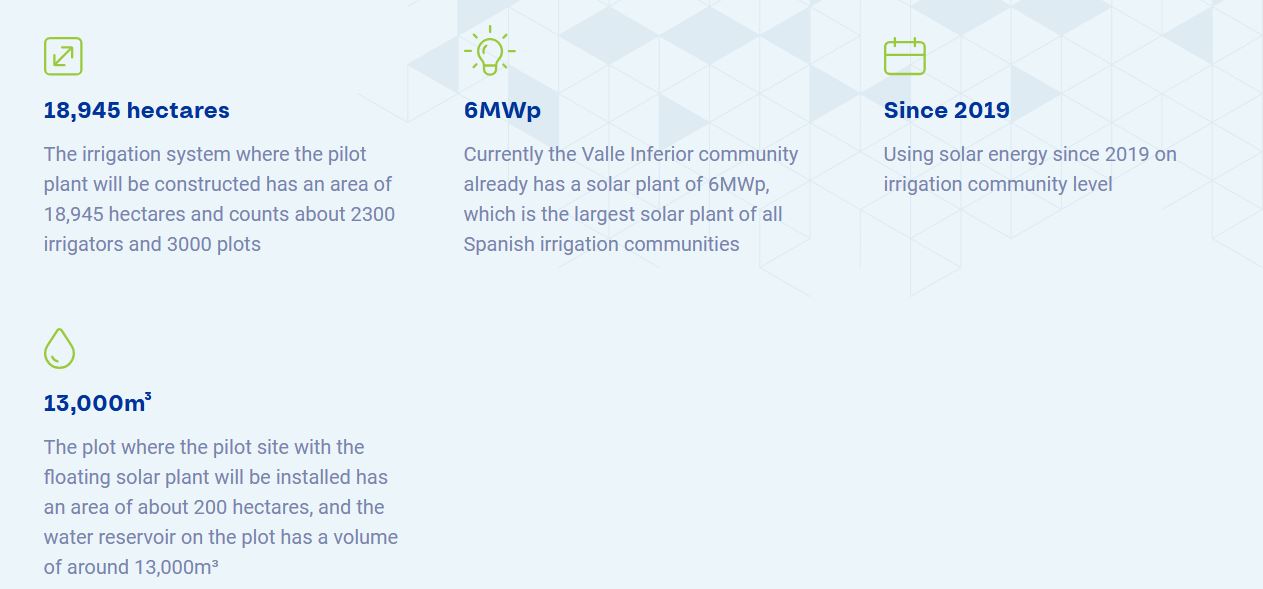 18,945 hectares
The irrigation system where the pilot
plant will be constructed has an area of
18,945 hectares and counts about 2300
irrigators and 3000 plots
6MWp
Currently the Valle Inferior community
already has a solar plant of 6MWp,
which is the largest solar plant of all
Spanish irrigation communities
Since 2019
Using solar energy since 2019 on
irrigation community level
13,000m³
The plot where the pilot site with the
floating solar plant will be installed has
an area of about 200 hectares, and the
water reservoir on the plot has a volume
of around 13,000m³